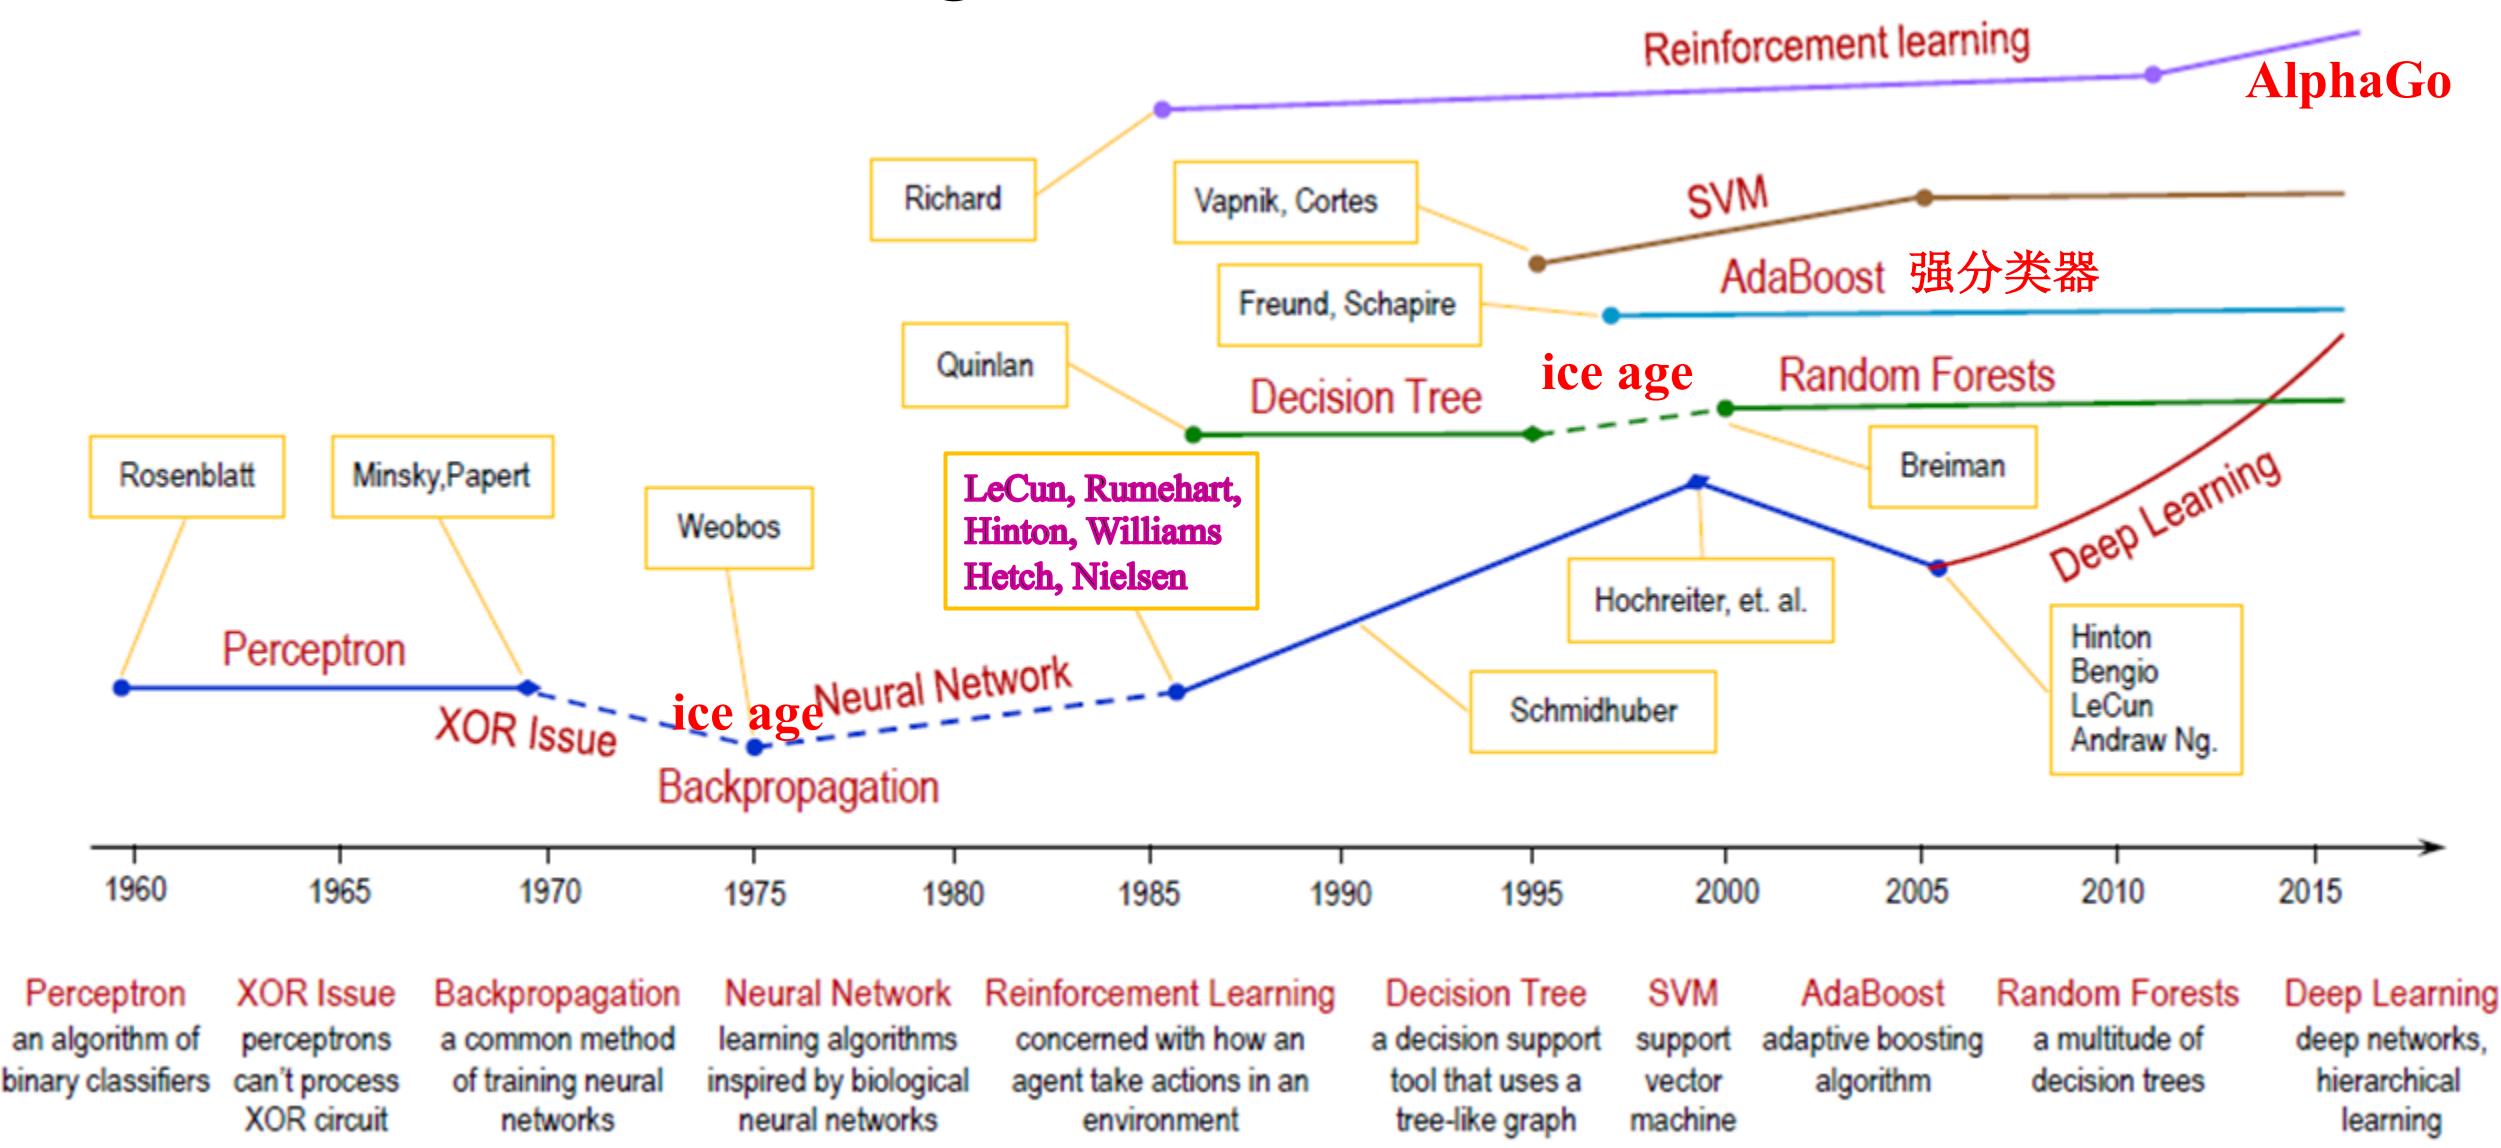 Reinforcement learning
AlphaGo
Richard
Vapnik, Cortes
SVM
AdaBoost 强分类器
Freund, Schapire
Quinlan
Decision Tree
ice age
Random Forests
Rosenblatt
Minsky,Papert
Weobos
LeCun, Rumehart,
Hinton, Williams
Hetch, Nielsen
Breiman
Deep Learning
Hochreiter, et. al.
Perceptron
XOR Issue
ice age
Neural Network
Schmidhuber
Hinton
Bengio
LeCun
Andraw Ng.
Backpropagation
1960 1965 1970 1975 1980 1985 1990 1995 2000 2005 2010 2015
Perceptron
an algorithm of
binary classifiers
XOR Issue
perceptrons
can't process
XOR circuit
Backpropagation
a common method
of training neural
networks
Neural Network
learning algorithms
inspired by biological
neural networks
Reinforcement Learning
concerned with how an
agent take actions in an
environment
Decision Tree
a decision support
tool that uses a
tree-like graph
SVM
support
vector
machine
AdaBoost
adaptive boosting
algorithm
Random Forests
a multitude of
decision trees
Deep Learning
deep networks,
hierarchical
learning